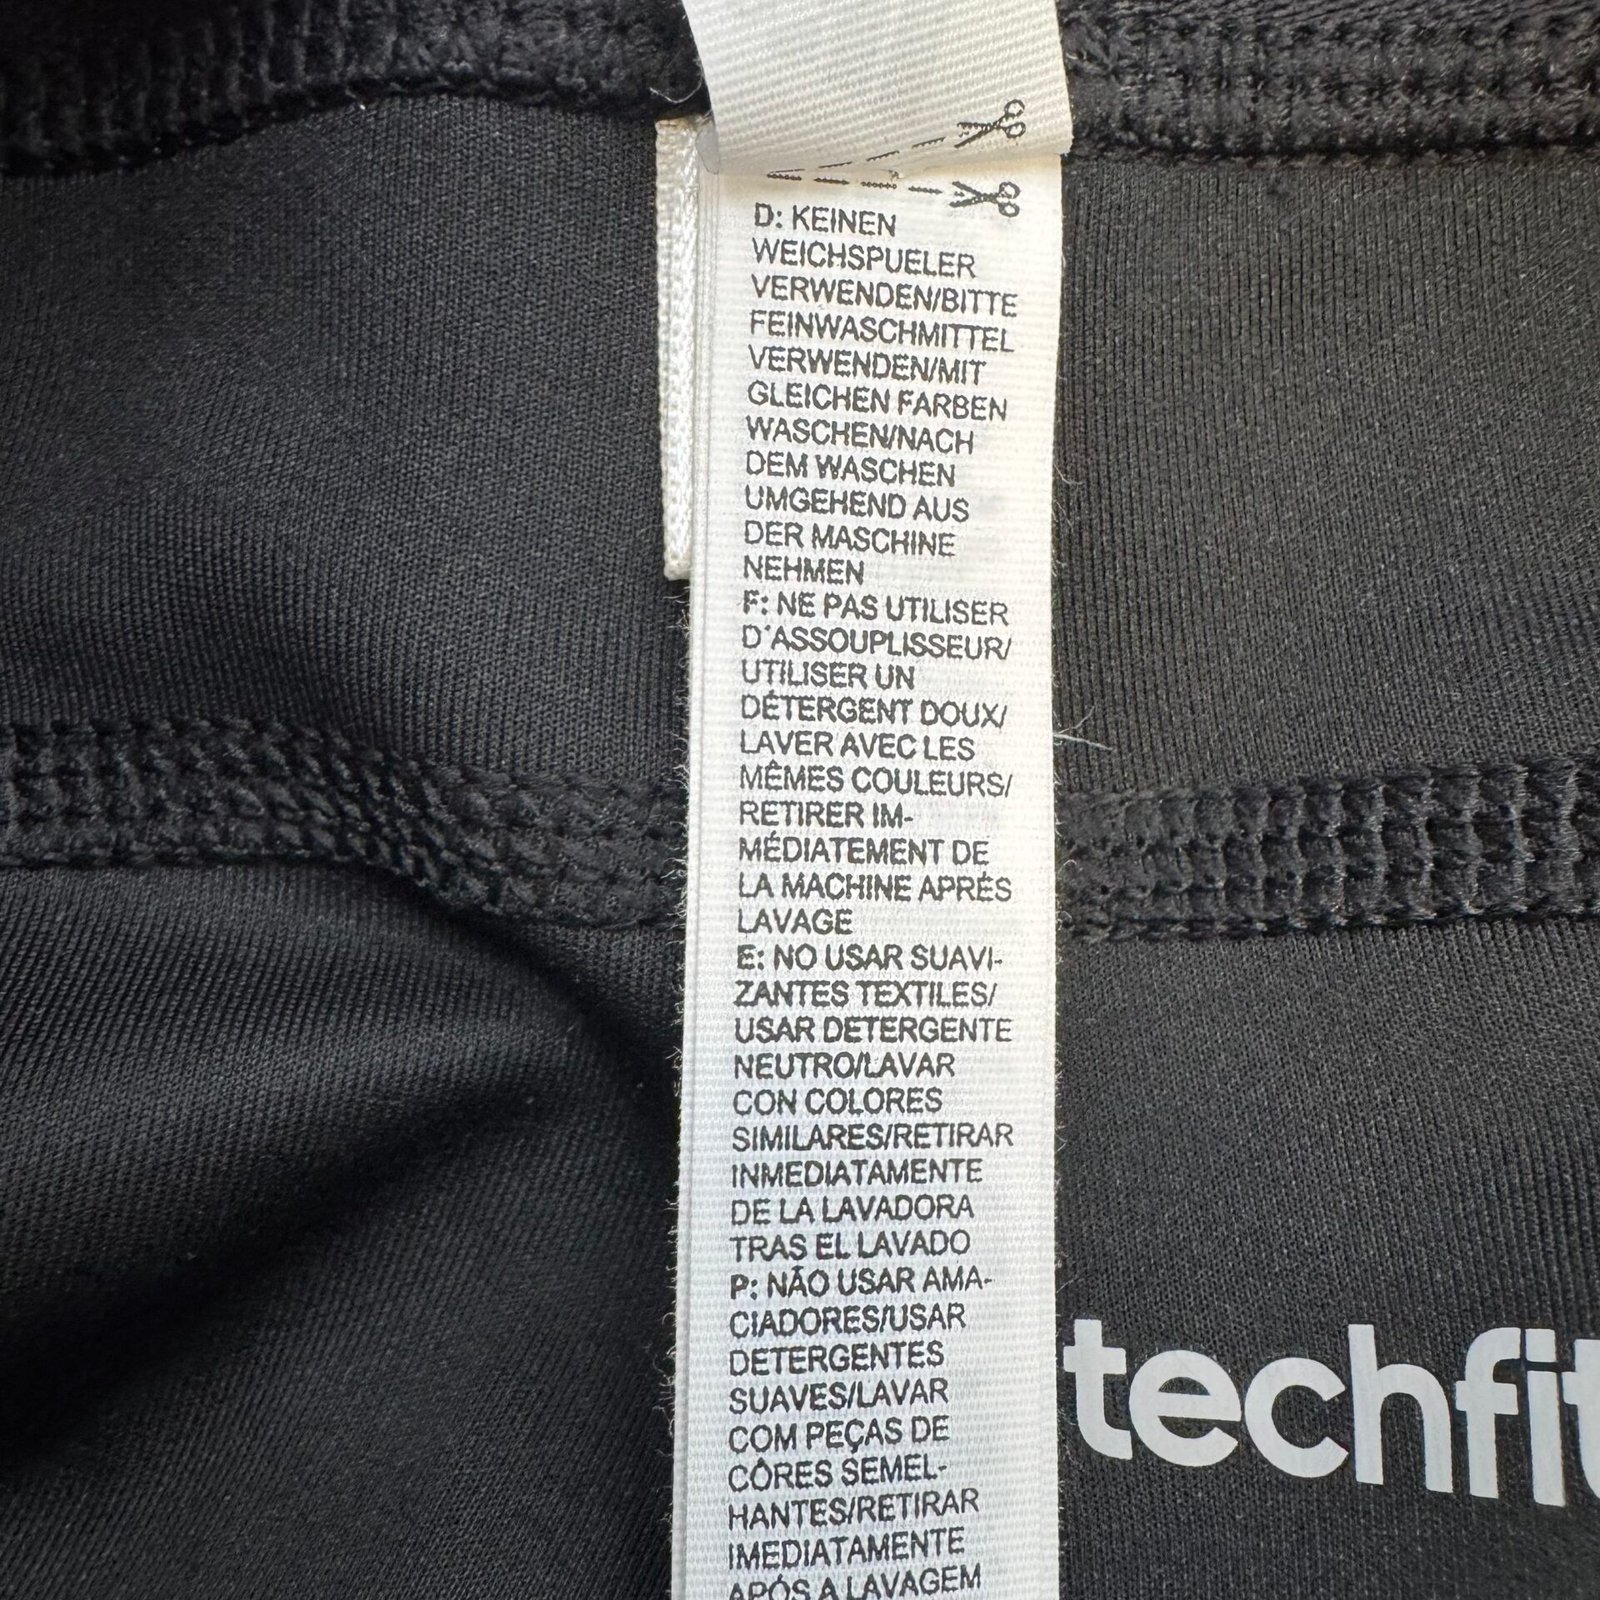 D: KEINEN
WEICHSPUELER
VERWENDEN/BITTE
FEINWASCHMITTEL
VERWENDEN/MIT
GLEICHEN FARBEN
WASCHEN/NACH
DEM WASCHEN
UMGEHEND AUS
DER MASCHINE
NEHMEN
F: NE PAS UTILISER
D'ASSOUPLISSEUR/
UTILISER UN
DÉTERGENT DOUX/
LAVER AVEC LES
MÊMES COULEURS/
RETIRER IM-
MÉDIATEMENT DE
LA MACHINE APRÉS
LAVAGE
E: NO USAR SUAVI-
ZANTES TEXTILES/
USAR DETERGENTE
NEUTRO/LAVAR
CON COLORES
SIMILARES/RETIRAR
INMEDIATAMENTE
DE LA LAVADORA
TRAS EL LAVADO
P: NÃO USAR AMA-
CIADORES/USAR
DETERGENTES
SUAVES/LAVAR
COM PEÇAS DE
CÔRES SEMEL-
HANTES/RETIRAR
IMEDIATAMENTE
APÓS A LAVAGEM
techfit